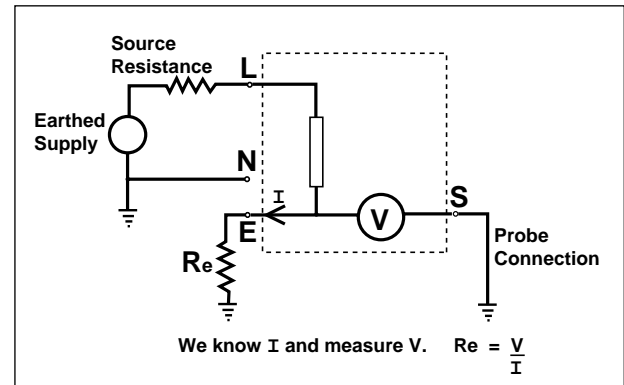 Source
Resistance
L
Earthed
Supply
N
I
S
E
V
Re
Probe
Connection
We know I and measure V. Re = V
I